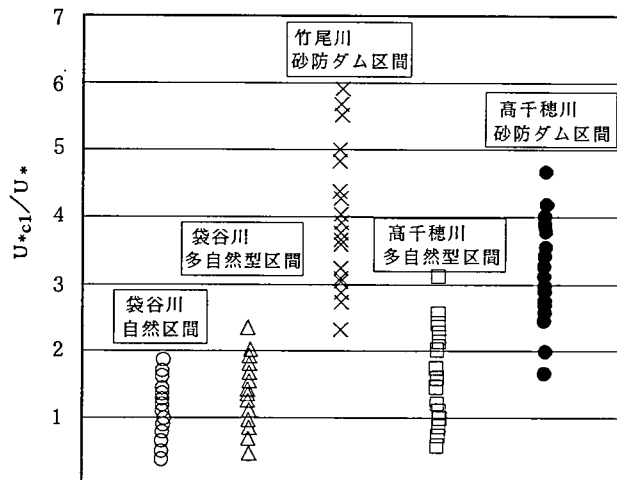 7
竹尾川
砂防ダム区間
6
高千穂川
砂防ダム区間
5
U*c1/U*
4
袋谷川
多自然型区間
高千穂川
多自然型区間
3
袋谷川
自然区間
2
1